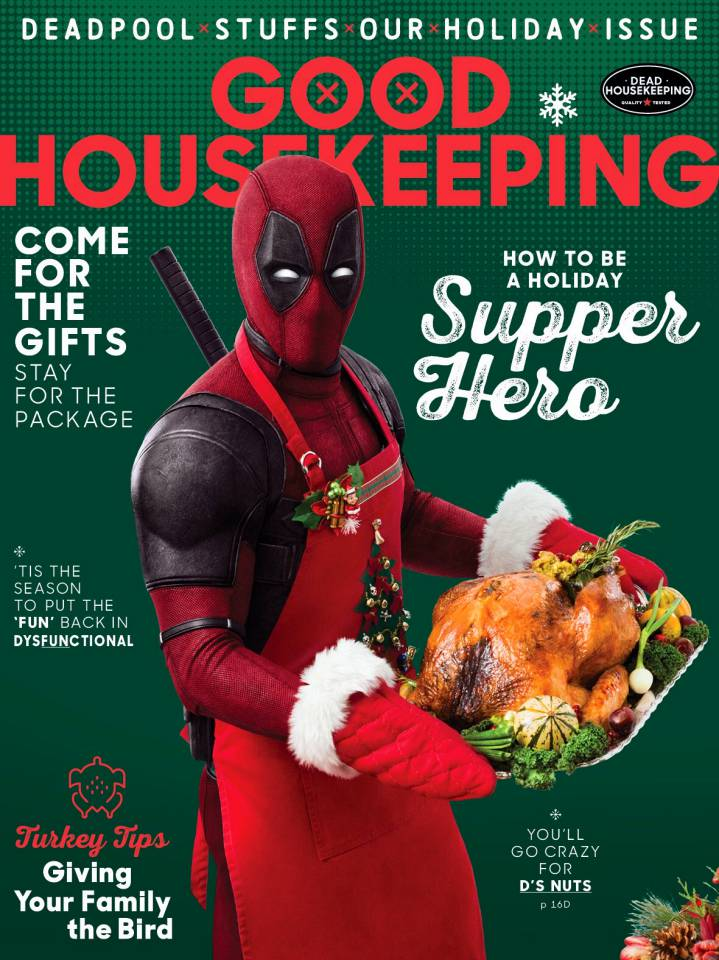 DEADPOOL×STUFFS×OUR×HOLIDAY×ISSUE
GOOD
HOUSEKEEPING
· DEAD ·
HOUSEKEEPING
QUALITY ★ TESTED
COME
FOR
THE
GIFTS
STAY
FOR THE
PACKAGE
HOW TO BE
A HOLIDAY
Supper
Hero
'TIS THE
SEASON
TO PUT THE
'FUN' BACK IN
DYSFUNCTIONAL
Turkey Tips
Giving
Your Family
the Bird
YOU'LL
GO CRAZY
FOR
D'S NUTS
p 16D